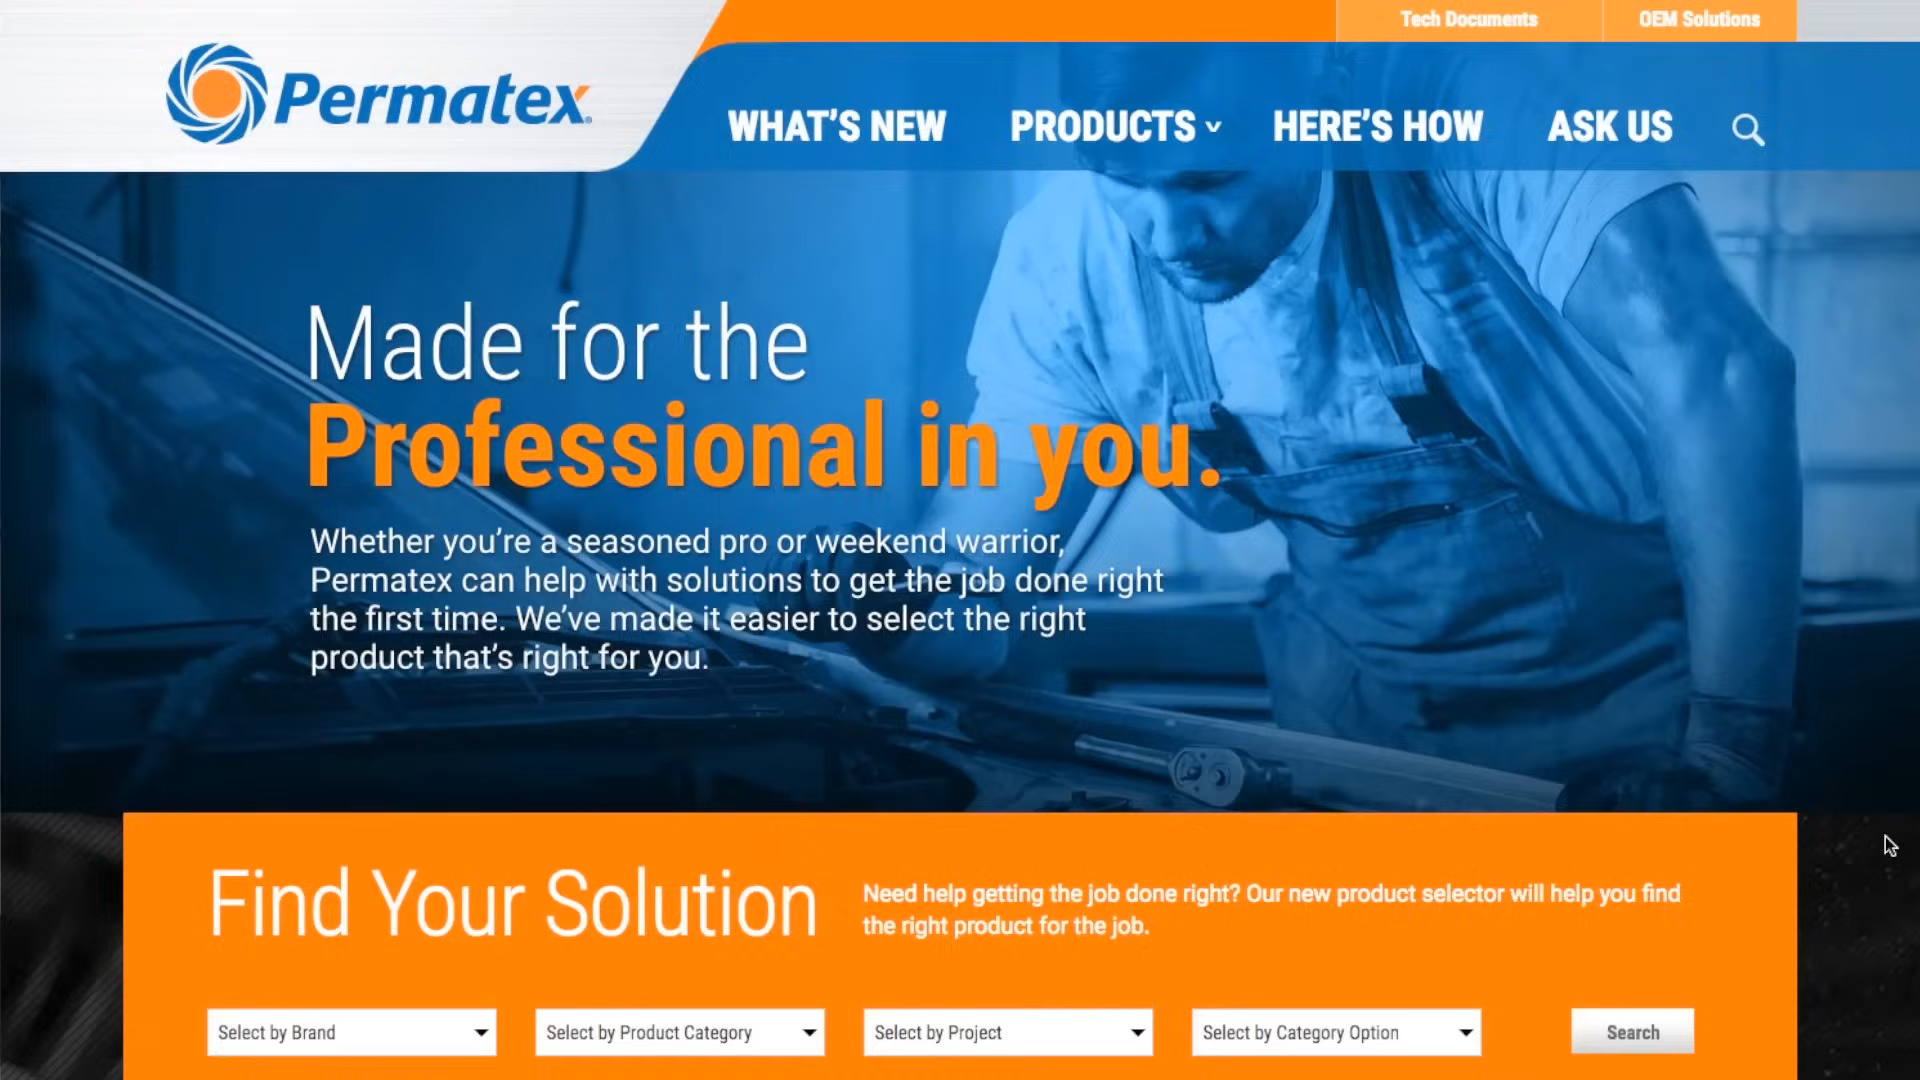 Tech Documents
OEM Solutions
Permatex®
WHAT'S NEW
PRODUCTS
HERE'S HOW
ASK US
Made for the
Professional in you.
Whether you're a seasoned pro or weekend warrior,
Permatex can help with solutions to get the job done right
the first time. We've made it easier to select the right
product that's right for you.
Find Your Solution
Need help getting the job done right? Our new product selector will help you find
the right product for the job.
Select by Brand
Select by Product Category
Select by Project
Select by Category Option
Search